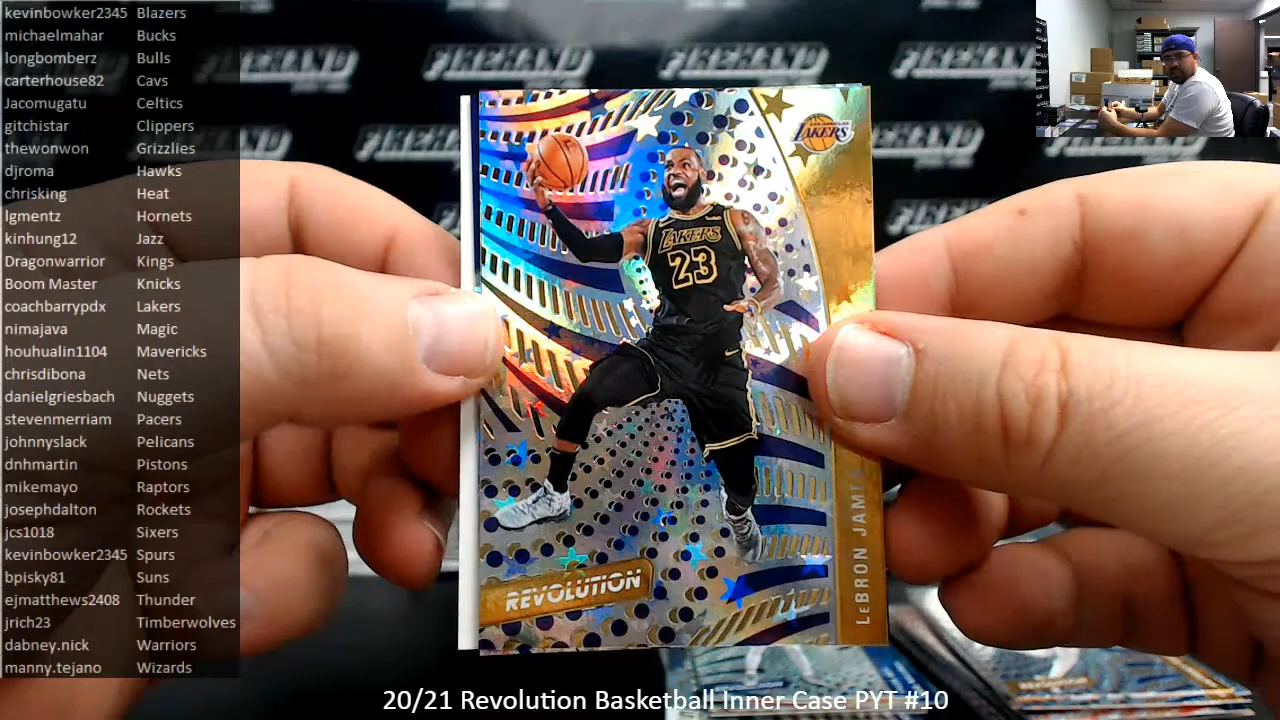 kevinbowker2345 Blazers
michaelmahar Bucks
longbomberz Bulls
carterhouse82 Cavs
Jacomugatu Celtics
gitchistar Clippers
thewonwon Grizzlies
djroma Hawks
chrisking Heat
lgmentz Hornets
kinhung12 Jazz
Dragonwarrior Kings
Boom Master Knicks
coachbarrypdx Lakers
nimajava Magic
houhualin1104 Mavericks
chrisdibona Nets
danielgriesbach Nuggets
stevenmerriam Pacers
johnnyslack Pelicans
dnhmartin Pistons
mikemayo Raptors
josephdalton Rockets
jcs1018 Sixers
kevinbowker2345 Spurs
bpisky81 Suns
ejmatthews2408 Thunder
jrich23 Timberwolves
dabney.nick Warriors
manny.tejano Wizards
FIREHAND
FIREHAND
FIREHAND
LAKERS
LAKERS
23
REVOLUTION
LEBRON JAM
20/21 Revolution Basketball Inner Case PYT #10